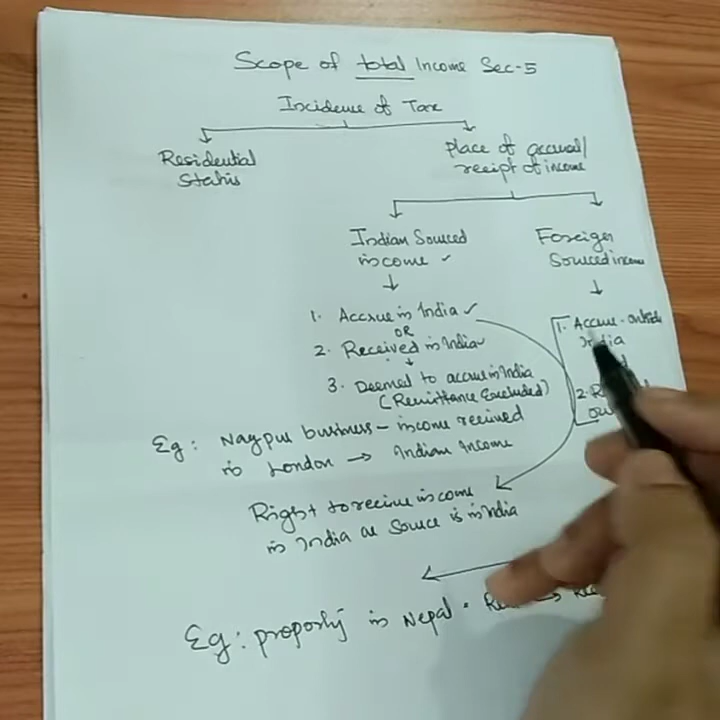 Scope of total Income Sec-5
Incidence of Tax
Residential
Status
Place of accrual/
receipt of income
Indian Sourced
income
Foreign
Sourced income
1. Accrue in India
OR
2. Received in India
3. Deemed to accrue in India
(Remittance Excluded)
1. Accrue - outside
India
2.
Eg: Nagpur business - income received
in London → Indian Income
Right to receive income
in India as Source is in India
Eg: property in Nepal.